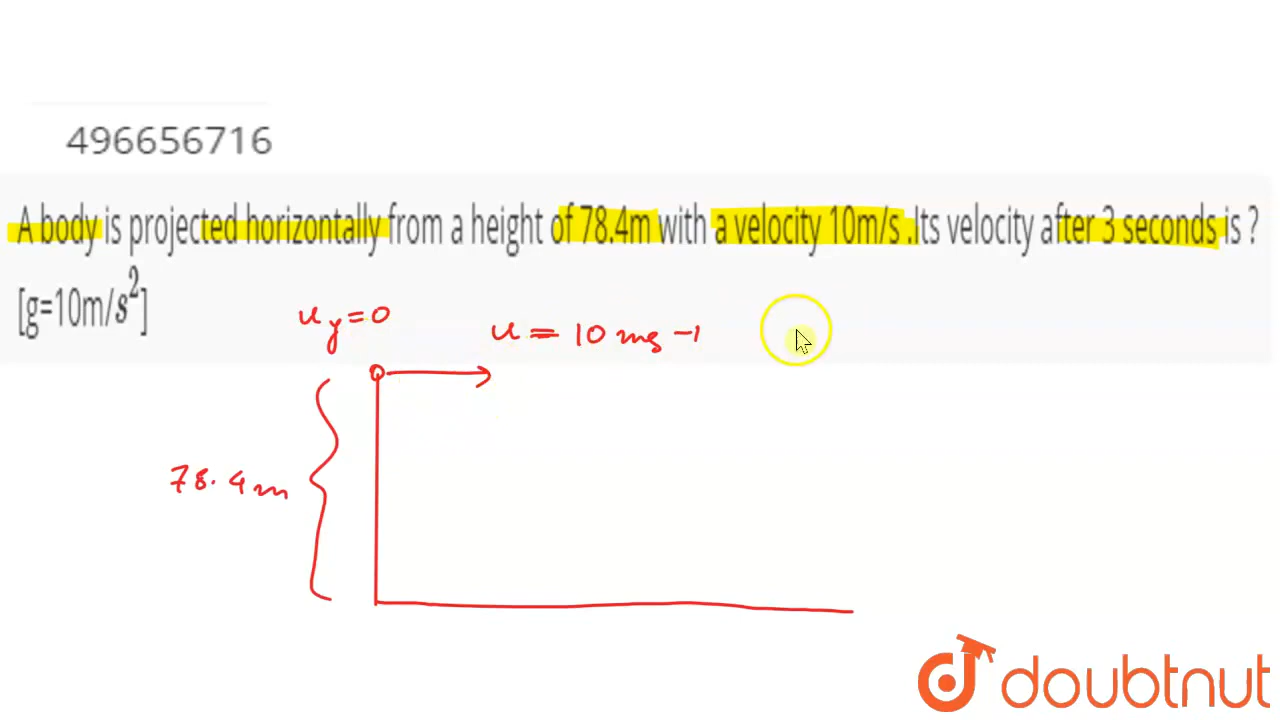 496656716
A body is projected horizontally from a height of 78.4m with a velocity 10m/s .Its velocity after 3 seconds is ?
[g=10m/s²]
u_y=0
u = 10 ms-1
78.4m
doubtnut